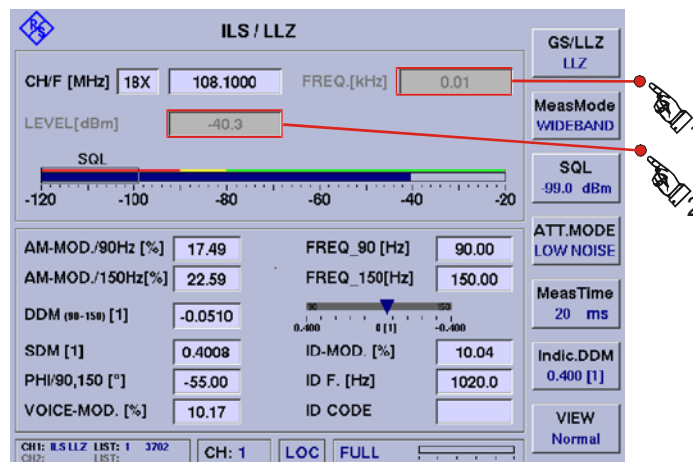 R&S
ILS / LLZ
CH/F [MHz] 18X 108.1000 FREQ.[kHz] 0.01
LEVEL[dBm] -40.3
SQL
-120 -100 -80 -60 -40 -20
AM-MOD./90Hz [%] 17.49 FREQ_90 [Hz] 90.00
AM-MOD./150Hz[%] 22.59 FREQ_150[Hz] 150.00
90 150
DDM (90-150) [1] -0.0510 0.400 0 [1] -0.400
SDM [1] 0.4008 ID-MOD. [%] 10.04
PHI/90,150 [°] -55.00 ID F. [Hz] 1020.0
VOICE-MOD. [%] 10.17 ID CODE
CH1: ILS LLZ LIST: 1 3702
CH2: LIST:
CH: 1 LOC FULL
GS/LLZ
LLZ
MeasMode
WIDEBAND
SQL
-99.0 dBm
ATT.MODE
LOW NOISE
MeasTime
20 ms
Indic.DDM
0.400 [1]
VIEW
Normal
1
2